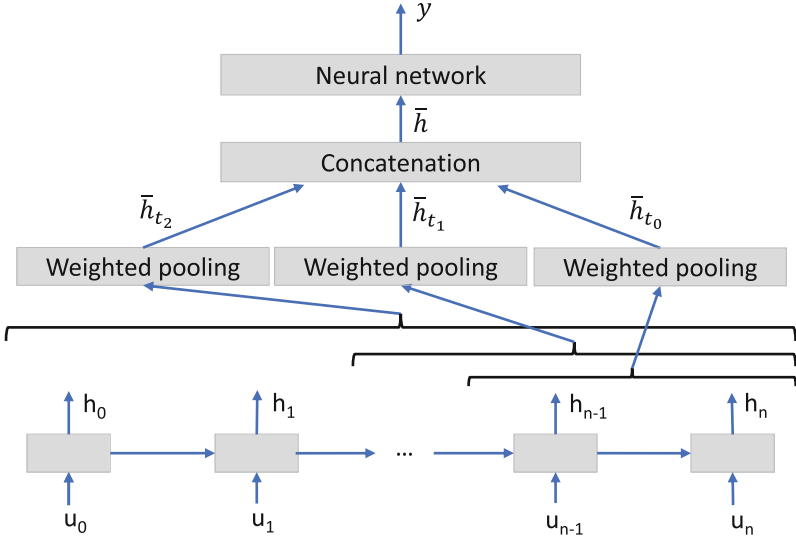 y
Neural network
h̄
Concatenation
h̄t₂ h̄t₁ h̄t₀
Weighted pooling Weighted pooling Weighted pooling
h₀ h₁ hₙ₋₁ hₙ
...
u₀ u₁ uₙ₋₁ uₙ